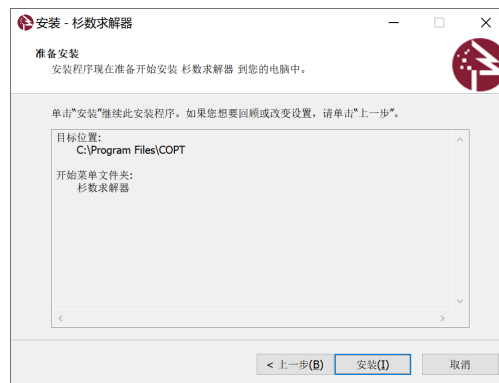 安装 - 杉数求解器
准备安装
安装程序现在准备开始安装 杉数求解器 到您的电脑中。
单击“安装”继续此安装程序。如果您想要回顾或改变设置，请单击“上一步”。
目标位置:
C:\Program Files\COPT
开始菜单文件夹:
杉数求解器
< 上一步(B)
安装(I)
取消